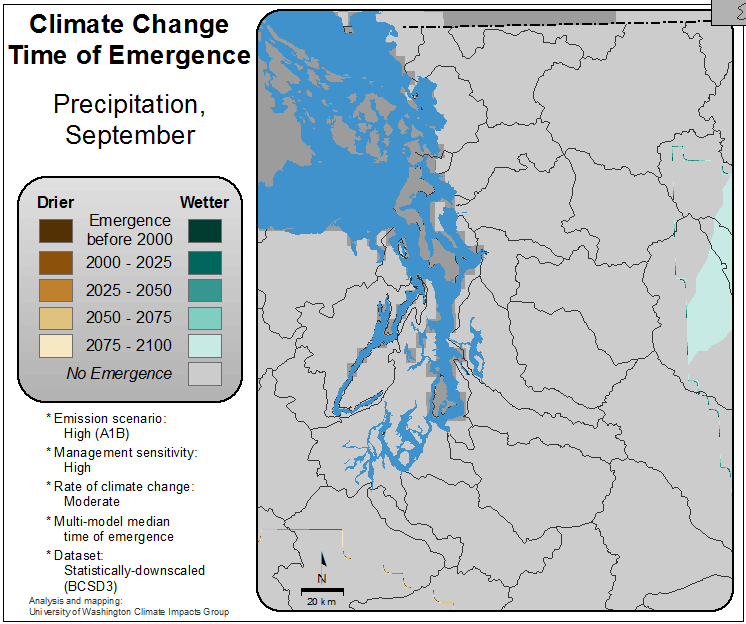 Climate Change
Time of Emergence
Precipitation,
September
Drier Wetter
Emergence
before 2000
2000 - 2025
2025 - 2050
2050 - 2075
2075 - 2100
No Emergence
* Emission scenario:
High (A1B)
* Management sensitivity:
High
* Rate of climate change:
Moderate
* Multi-model median
time of emergence
* Dataset:
Statistically-downscaled
(BCSD3)
Analysis and mapping:
University of Washington Climate Impacts Group
N
20 km